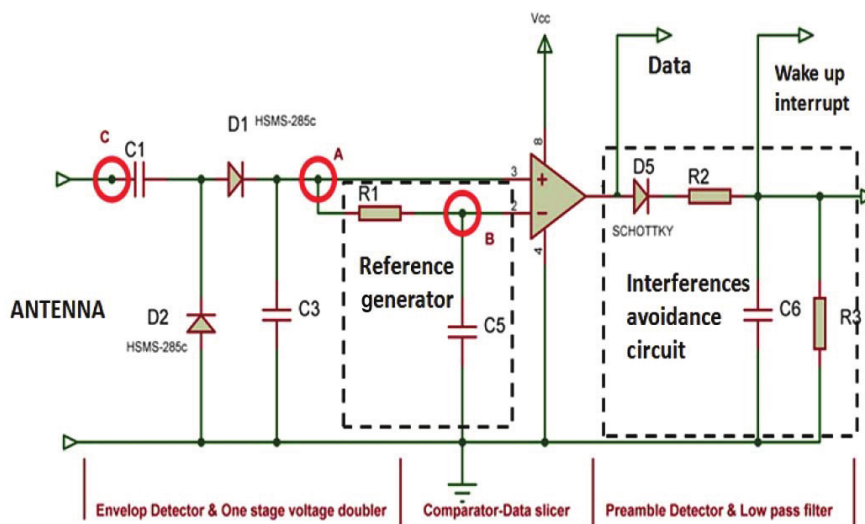 Vcc
Data
Wake up
interrupt
C
C1
D1 HSMS-285c
A
8
3
+
R1
2
−
B
4
1
D5
R2
SCHOTTKY
Reference
generator
Interferences
avoidance
circuit
ANTENNA
D2
HSMS-285c
C3
C5
C6
R3
Envelop Detector & One stage voltage doubler
Comparator-Data slicer
Preamble Detector & Low pass filter